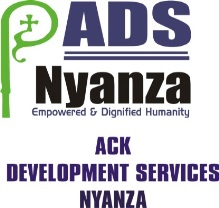 ADS
Nyanza
Empowered & Dignified Humanity
ACK
DEVELOPMENT SERVICES
NYANZA